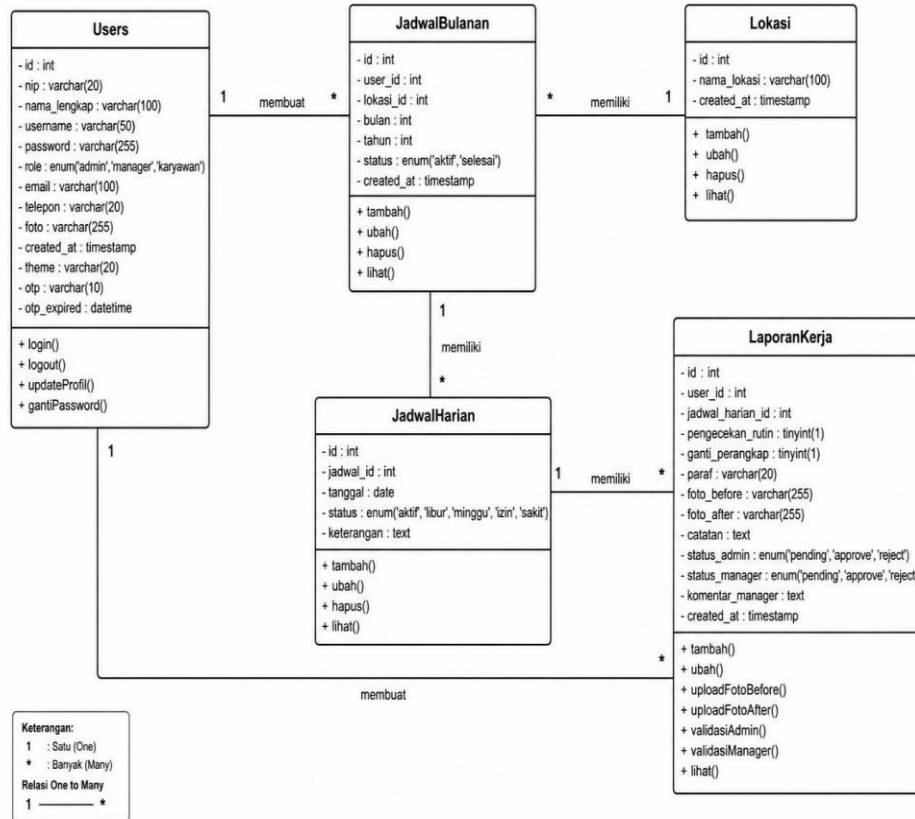 Users
- id : int
- nip : varchar(20)
- nama_lengkap : varchar(100)
- username : varchar(50)
- password : varchar(255)
- role : enum('admin','manager','karyawan')
- email : varchar(100)
- telepon : varchar(20)
- foto : varchar(255)
- created_at : timestamp
- theme : varchar(20)
- otp : varchar(10)
- otp_expired : datetime
+ login()
+ logout()
+ updateProfil()
+ gantiPassword()
1
membuat
*
JadwalBulanan
- id : int
- user_id : int
- lokasi_id : int
- bulan : int
- tahun : int
- status : enum('aktif','selesai')
- created_at : timestamp
+ tambah()
+ ubah()
+ hapus()
+ lihat()
*
memiliki
1
Lokasi
- id : int
- nama_lokasi : varchar(100)
- created_at : timestamp
+ tambah()
+ ubah()
+ hapus()
+ lihat()
1
memiliki
*
JadwalHarian
- id : int
- jadwal_id : int
- tanggal : date
- status : enum('aktif', 'libur', 'minggu', 'izin', 'sakit')
- keterangan : text
+ tambah()
+ ubah()
+ hapus()
+ lihat()
1
memiliki
*
LaporanKerja
- id : int
- user_id : int
- jadwal_harian_id : int
- pengecekan_rutin : tinyint(1)
- ganti_perangkap : tinyint(1)
- paraf : varchar(20)
- foto_before : varchar(255)
- foto_after : varchar(255)
- catatan : text
- status_admin : enum('pending','approve','reject')
- status_manager : enum('pending','approve','reject
- komentar_manager : text
- created_at : timestamp
+ tambah()
+ ubah()
+ uploadFotoBefore()
+ uploadFotoAfter()
+ validasiAdmin()
+ validasiManager()
+ lihat()
1
membuat
*
Keterangan:
1 : Satu (One)
* : Banyak (Many)
Relasi One to Many
1 *